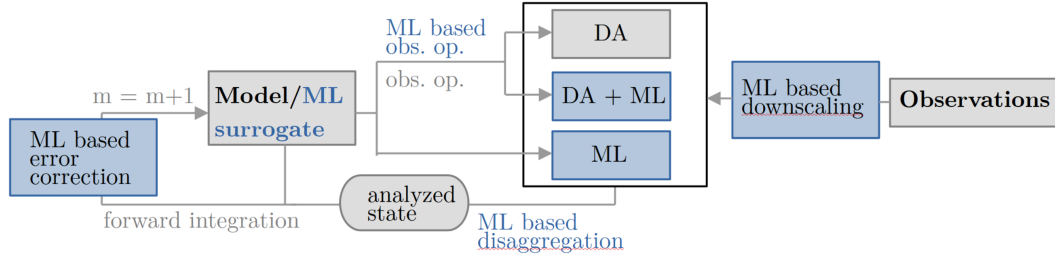 ML based
obs. op.
obs. op.
DA
DA + ML
ML
m = m+1
Model/ML
surrogate
ML based
error
correction
forward integration
analyzed
state
ML based
disaggregation
ML based
downscaling
Observations